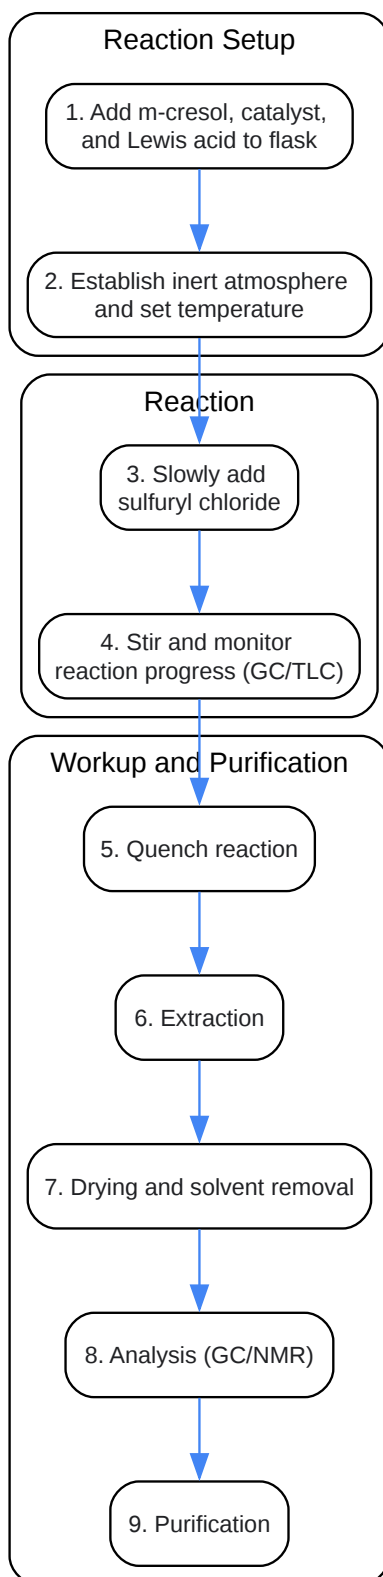 Reaction Setup
1. Add m-cresol, catalyst,
and Lewis acid to flask
2. Establish inert atmosphere
and set temperature
Reaction
3. Slowly add
sulfuryl chloride
4. Stir and monitor
reaction progress (GC/TLC)
Workup and Purification
5. Quench reaction
6. Extraction
7. Drying and solvent removal
8. Analysis (GC/NMR)
9. Purification